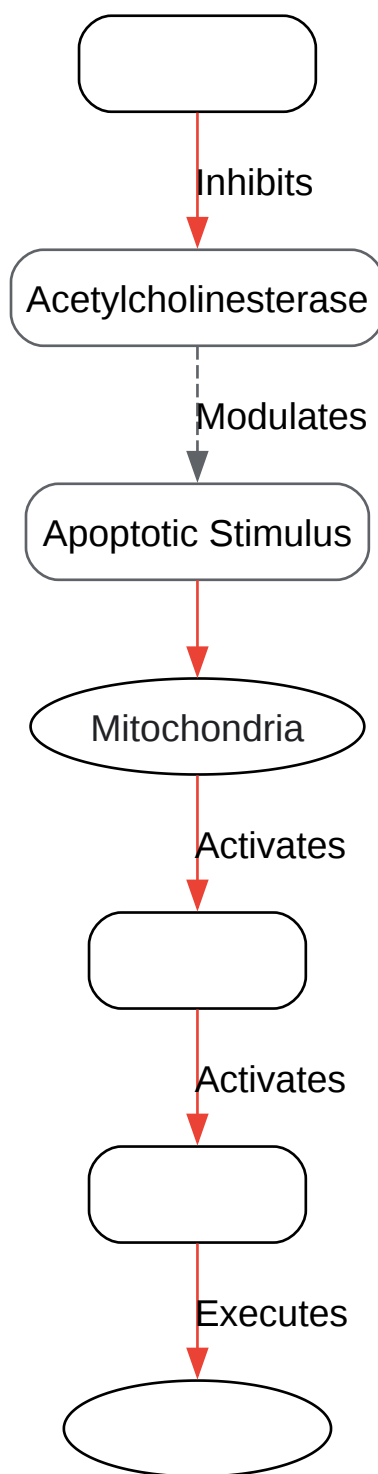 Inhibits
Acetylcholinesterase
Modulates
Apoptotic Stimulus
Mitochondria
Activates
Activates
Executes